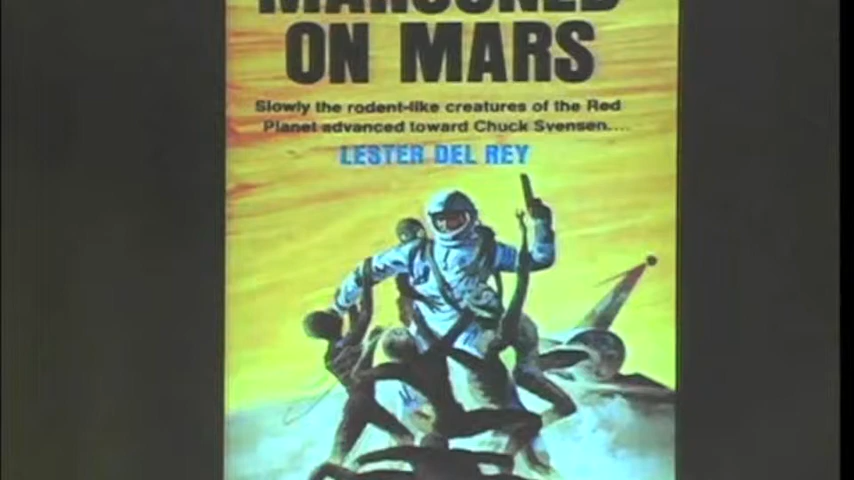 MAROONED
ON MARS
Slowly the rodent-like creatures of the Red
Planet advanced toward Chuck Svensen....
LESTER DEL REY